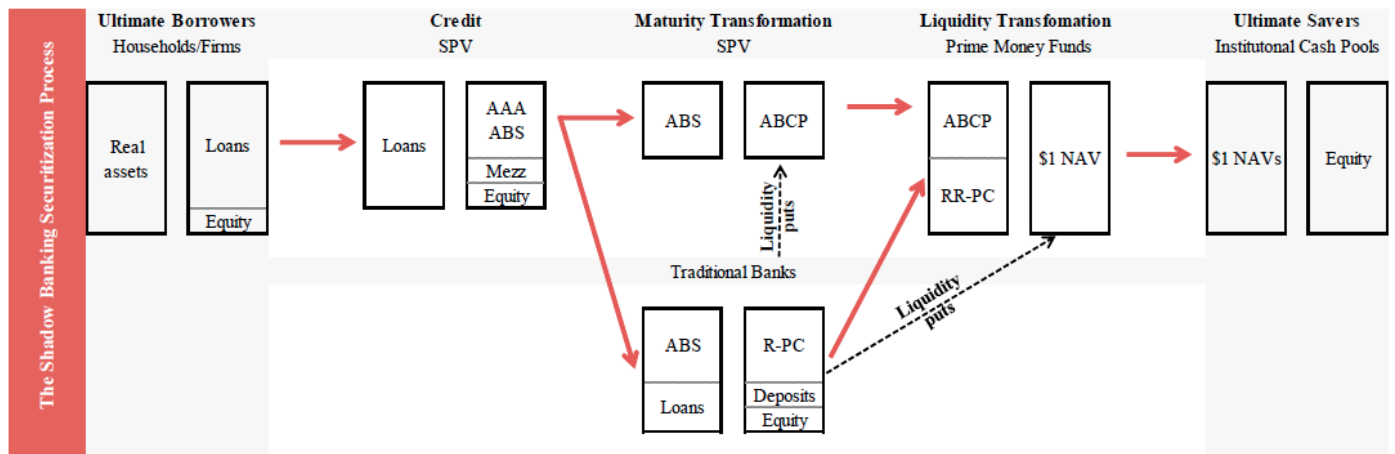 The Shadow Banking Securitization Process
Ultimate Borrowers
Households/Firms
Credit
SPV
Maturity Transformation
SPV
Liquidity Transfomation
Prime Money Funds
Ultimate Savers
Institutonal Cash Pools
Real
assets
Loans
Equity
Loans
AAA
ABS
Mezz
Equity
ABS
ABCP
ABCP
RR-PC
$1 NAV
$1 NAVs
Equity
Liquidity
puts
Traditional Banks
Liquidity
puts
ABS
Loans
R-PC
Deposits
Equity